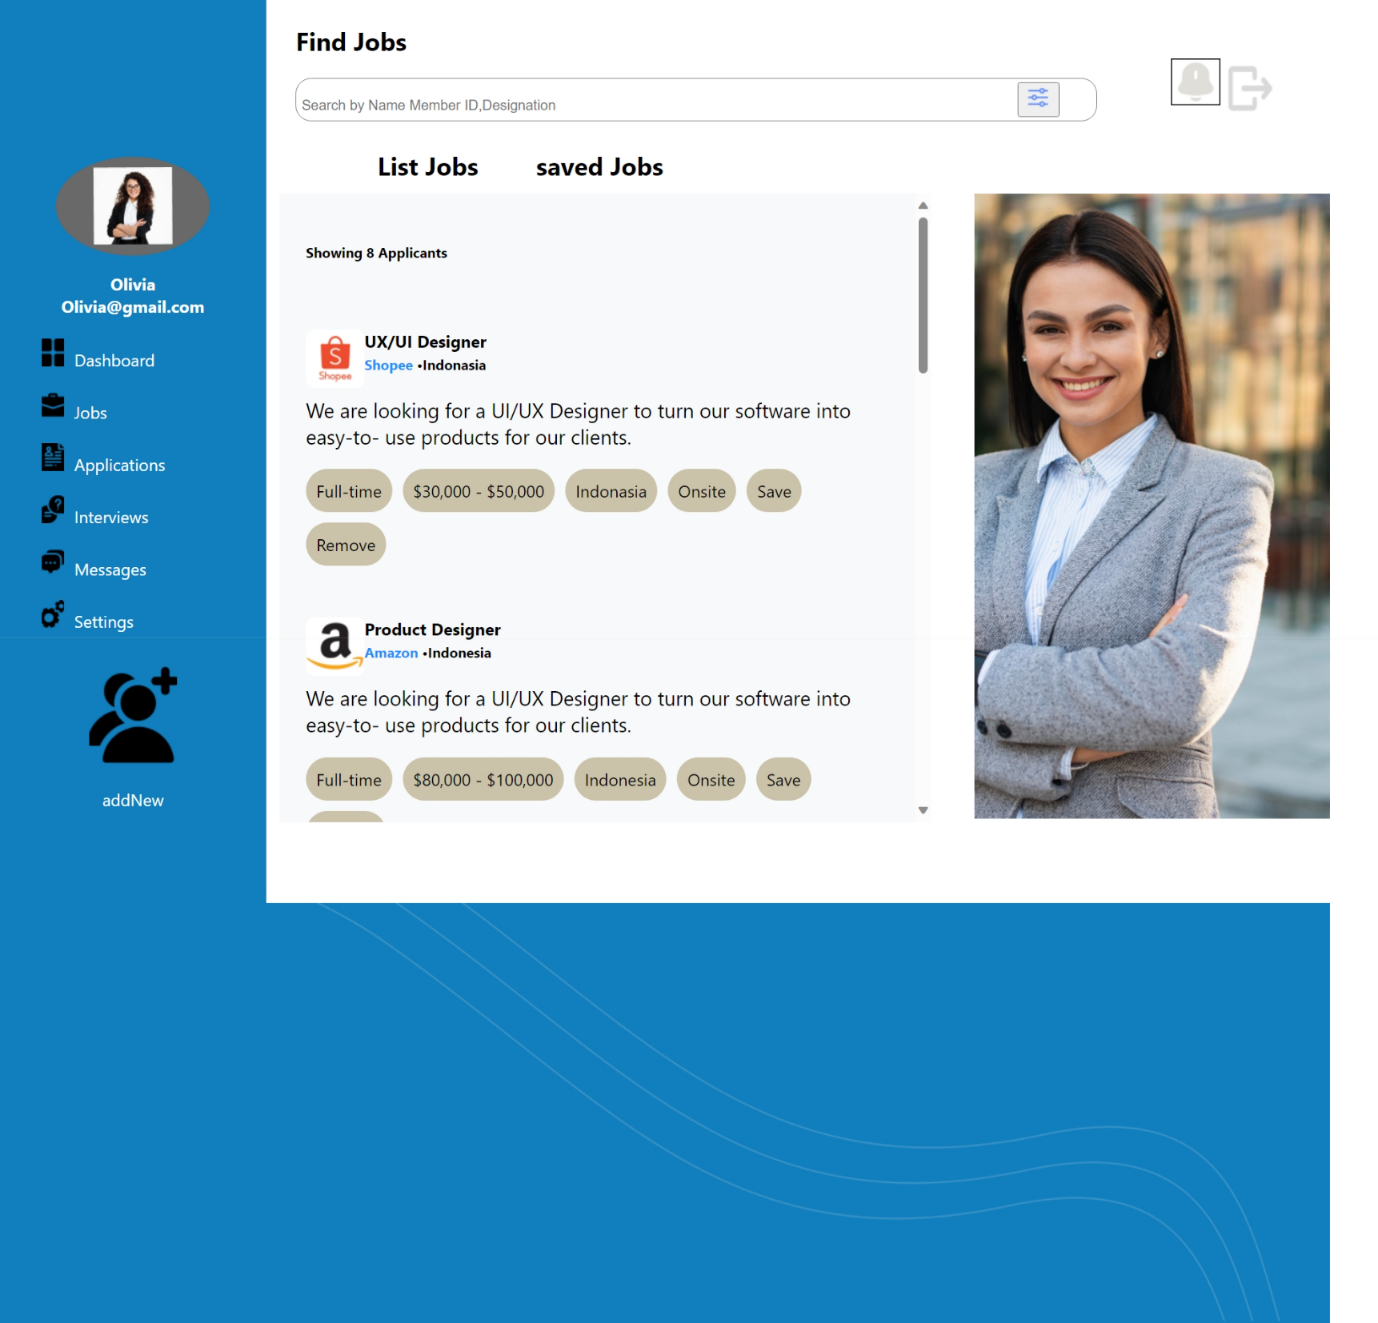 Find Jobs
Search by Name Member ID,Designation
List Jobs
saved Jobs
Olivia
Olivia@gmail.com
Dashboard
Jobs
Applications
Interviews
Messages
Settings
addNew
Showing 8 Applicants
S
Shopee
UX/UI Designer
Shopee •Indonasia
We are looking for a UI/UX Designer to turn our software into
easy-to- use products for our clients.
Full-time
$30,000 - $50,000
Indonasia
Onsite
Save
Remove
a
Product Designer
Amazon •Indonesia
We are looking for a UI/UX Designer to turn our software into
easy-to- use products for our clients.
Full-time
$80,000 - $100,000
Indonesia
Onsite
Save